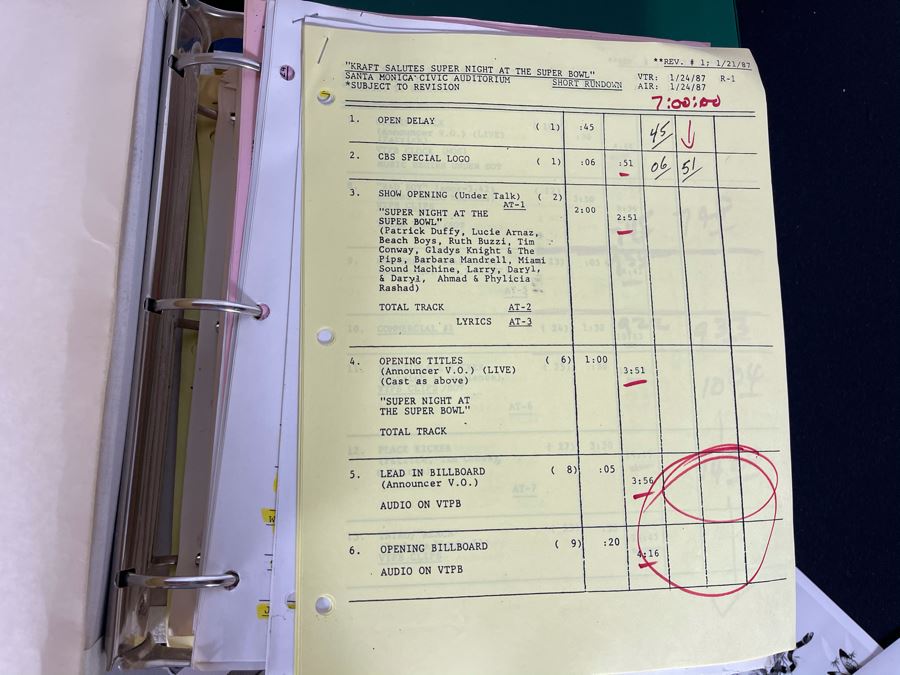 **REV. # 1; 1/21/87
"KRAFT SALUTES SUPER NIGHT AT THE SUPER BOWL"
SANTA MONICA CIVIC AUDITORIUM SHORT RUNDOWN VTR: 1/24/87 R-1
*SUBJECT TO REVISION AIR: 1/24/87
7:00:00
1. OPEN DELAY ( 1) :45 45
2. CBS SPECIAL LOGO ( 1) :06 :51 06 51
3. SHOW OPENING (Under Talk) ( 2) 2:00 2:51
AT-1
"SUPER NIGHT AT THE
SUPER BOWL"
(Patrick Duffy, Lucie Arnaz,
Beach Boys, Ruth Buzzi, Tim
Conway, Gladys Knight & The
Pips, Barbara Mandrell, Miami
Sound Machine, Larry, Daryl,
& Daryl, Ahmad & Phylicia
Rashad)
TOTAL TRACK AT-2
LYRICS AT-3
4. OPENING TITLES ( 6) 1:00
(Announcer V.O.) (LIVE) 3:51
(Cast as above)
"SUPER NIGHT AT
THE SUPER BOWL"
TOTAL TRACK
5. LEAD IN BILLBOARD ( 8) :05
(Announcer V.O.) 3:56
AUDIO ON VTPB
6. OPENING BILLBOARD ( 9) :20
4:16
AUDIO ON VTPB